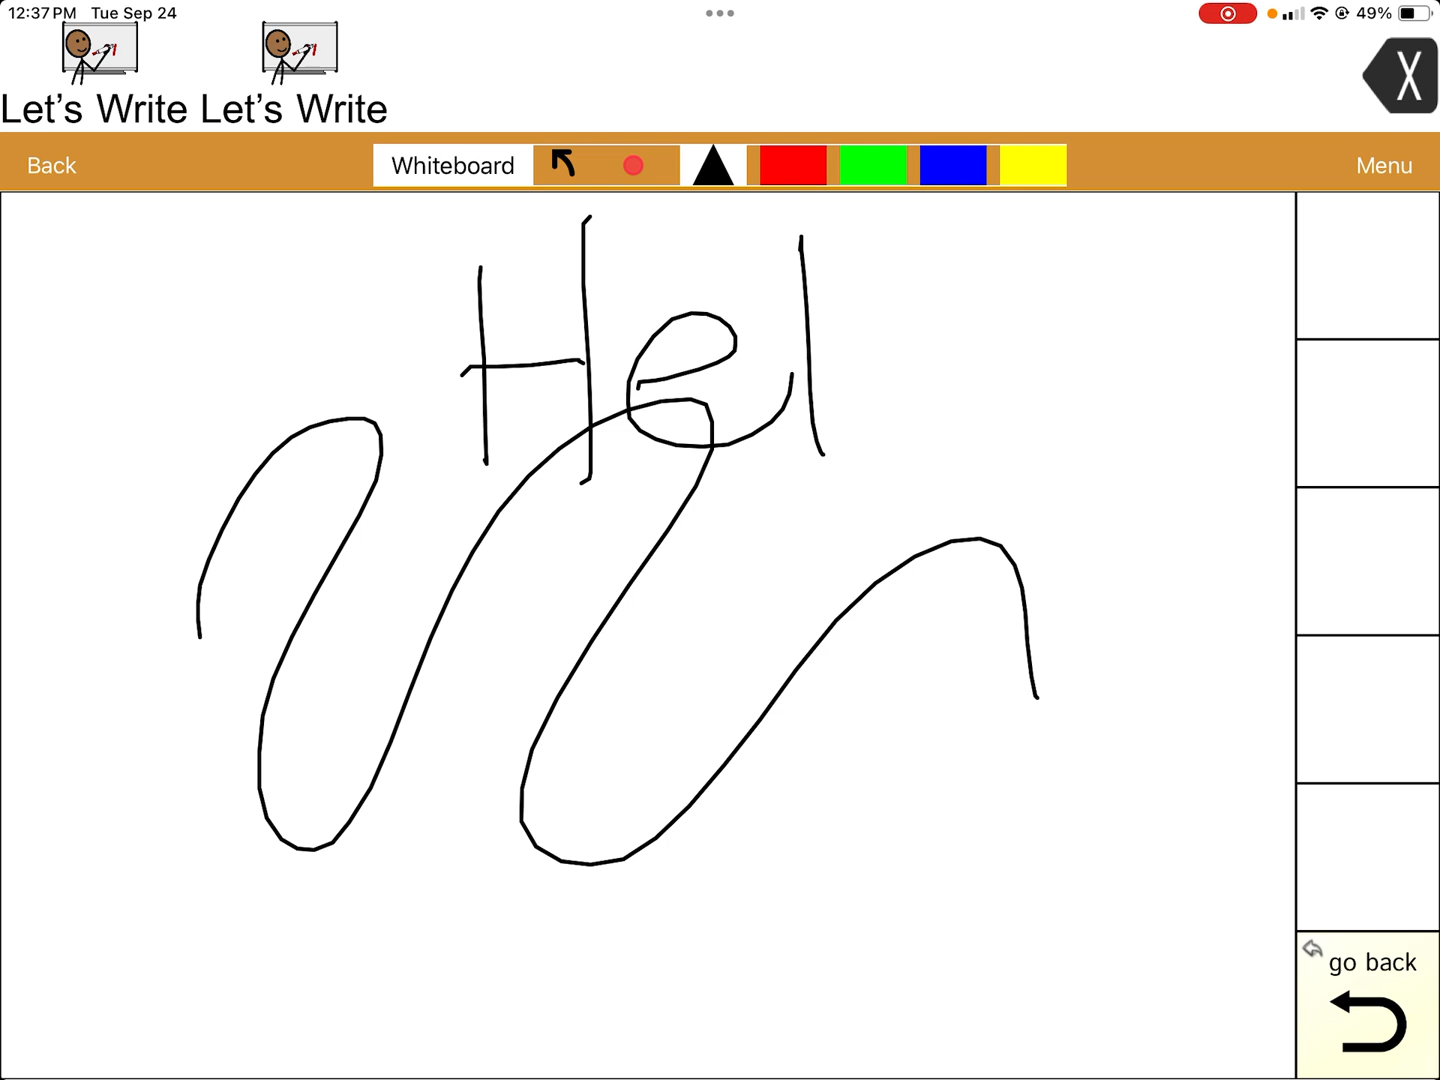 12:37 PM Tue Sep 24
49%
Let's Write Let's Write
X
Back
Whiteboard
Menu
Hel
go back